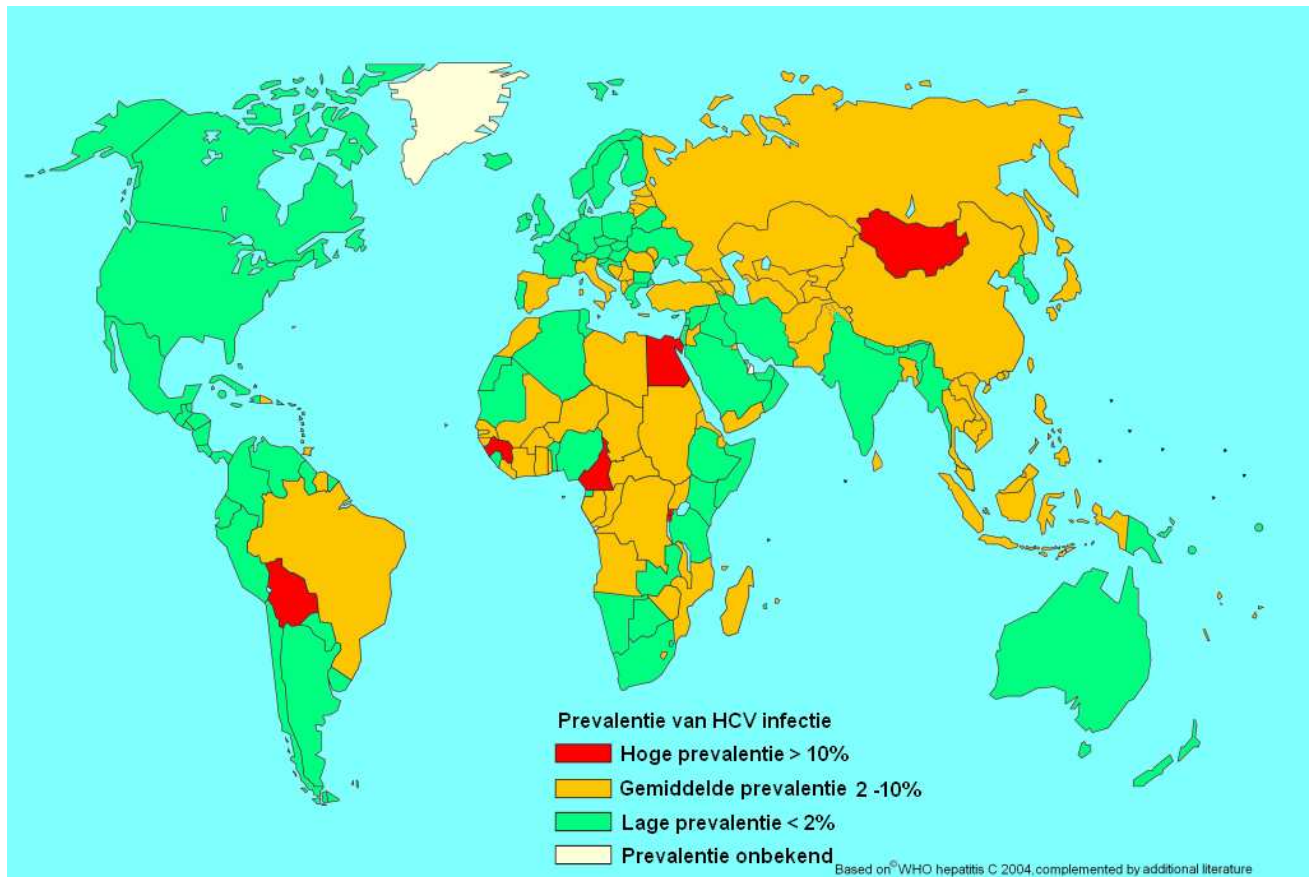 Prevalentie van HCV infectie
Hoge prevalentie > 10%
Gemiddelde prevalentie 2 -10%
Lage prevalentie < 2%
Prevalentie onbekend
Based on © WHO hepatitis C 2004, complemented by additional literature